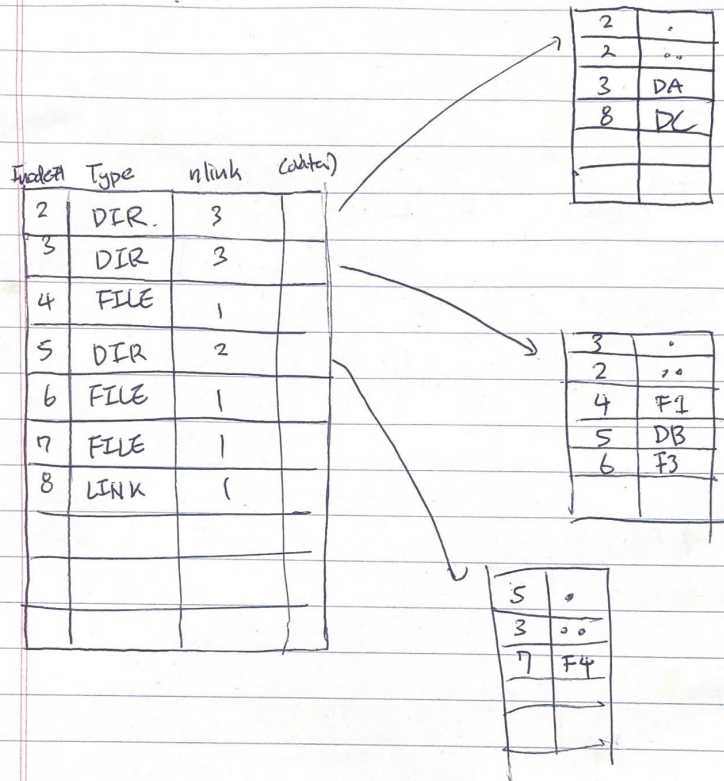 2 .
2 ..
3 DA
8 DC
Inode# Type nlink (data)
2 DIR. 3
3 DIR 3
4 FILE 1
5 DIR 2
6 FILE 1
7 FILE 1
8 LINK 1
3 .
2 ..
4 F1
5 DB
6 F3
5 .
3 ..
7 F4